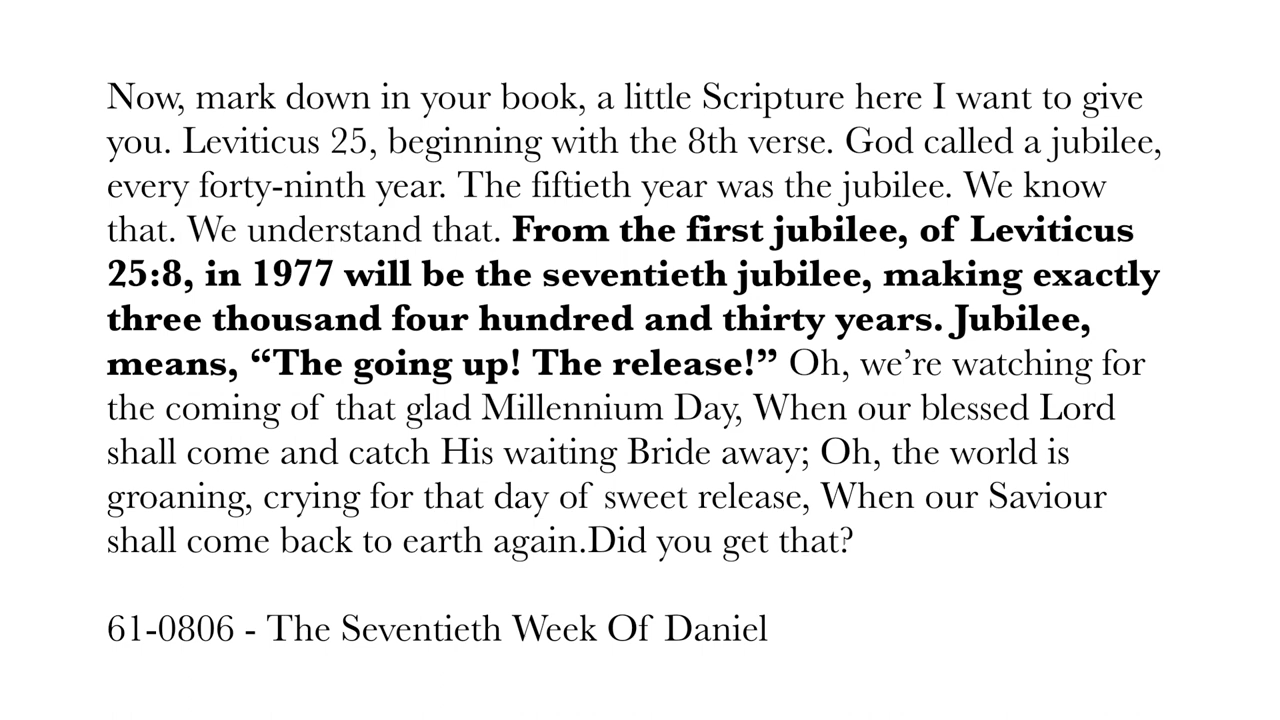 Now, mark down in your book, a little Scripture here I want to give
you. Leviticus 25, beginning with the 8th verse. God called a jubilee,
every forty-ninth year. The fiftieth year was the jubilee. We know
that. We understand that. From the first jubilee, of Leviticus
25:8, in 1977 will be the seventieth jubilee, making exactly
three thousand four hundred and thirty years. Jubilee,
means, “The going up! The release!” Oh, we’re watching for
the coming of that glad Millennium Day, When our blessed Lord
shall come and catch His waiting Bride away; Oh, the world is
groaning, crying for that day of sweet release, When our Saviour
shall come back to earth again.Did you get that?
61-0806 - The Seventieth Week Of Daniel